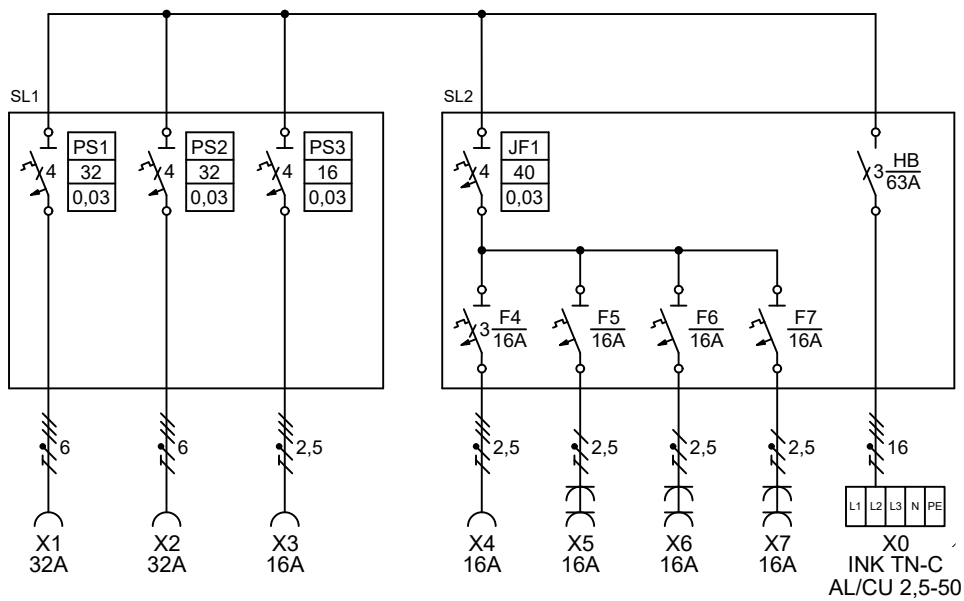 SL1
SL2
4
PS1
32
0,03
4
PS2
32
0,03
4
PS3
16
0,03
4
JF1
40
0,03
3
HB
63A
3
F4
16A
F5
16A
F6
16A
F7
16A
6
6
2,5
2,5
2,5
2,5
2,5
16
L1 L2 L3 N PE
X1
32A
X2
32A
X3
16A
X4
16A
X5
16A
X6
16A
X7
16A
X0
INK TN-C
AL/CU 2,5-50